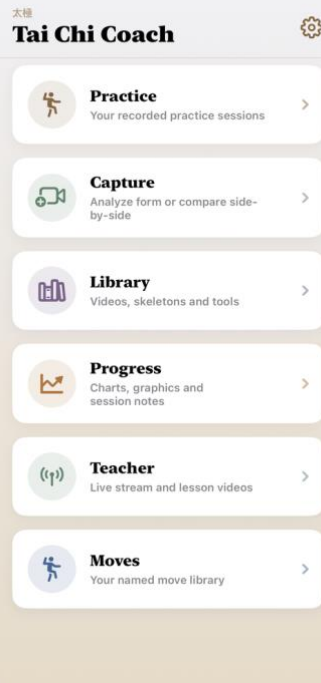 太極
Tai Chi Coach
Practice
Your recorded practice sessions
Capture
Analyze form or compare side-
by-side
Library
Videos, skeletons and tools
Progress
Charts, graphics and
session notes
Teacher
Live stream and lesson videos
Moves
Your named move library